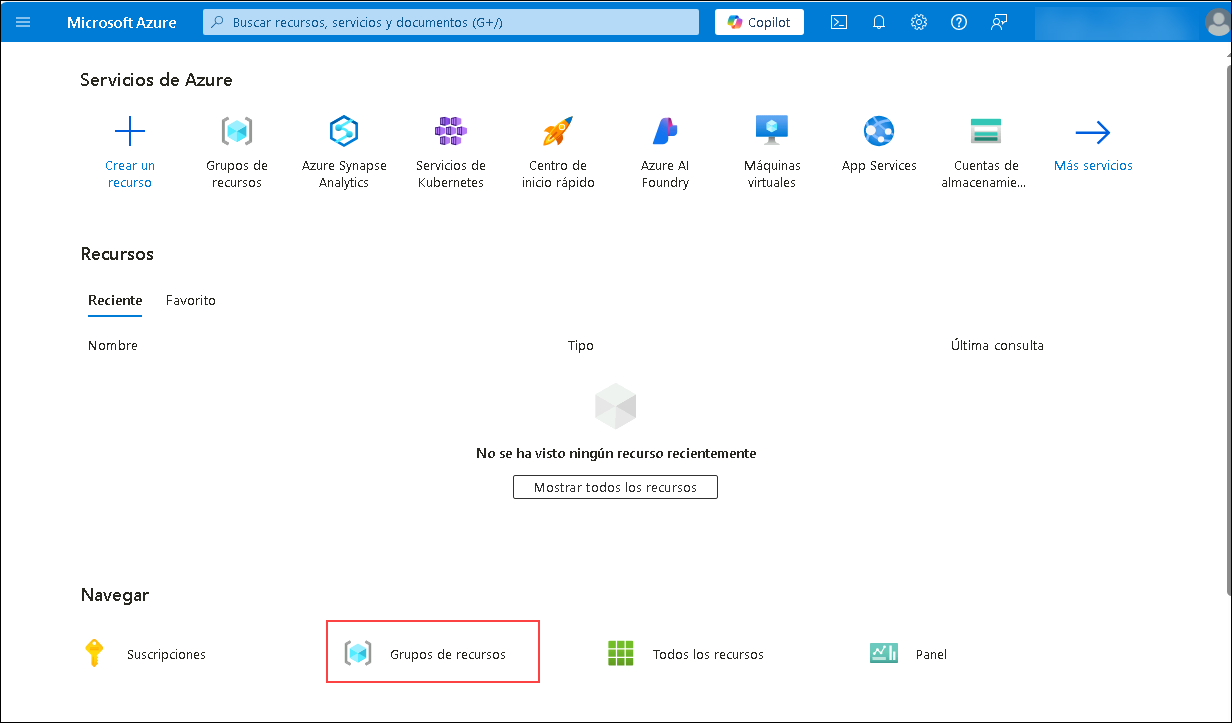 Microsoft Azure
Buscar recursos, servicios y documentos (G+/)
Copilot
Servicios de Azure
Crear un
recurso
Grupos de
recursos
Azure Synapse
Analytics
Servicios de
Kubernetes
Centro de
inicio rápido
Azure AI
Foundry
Máquinas
virtuales
App Services
Cuentas de
almacenamie...
Más servicios
Recursos
Reciente
Favorito
Nombre
Tipo
Última consulta
No se ha visto ningún recurso recientemente
Mostrar todos los recursos
Navegar
Suscripciones
Grupos de recursos
Todos los recursos
Panel